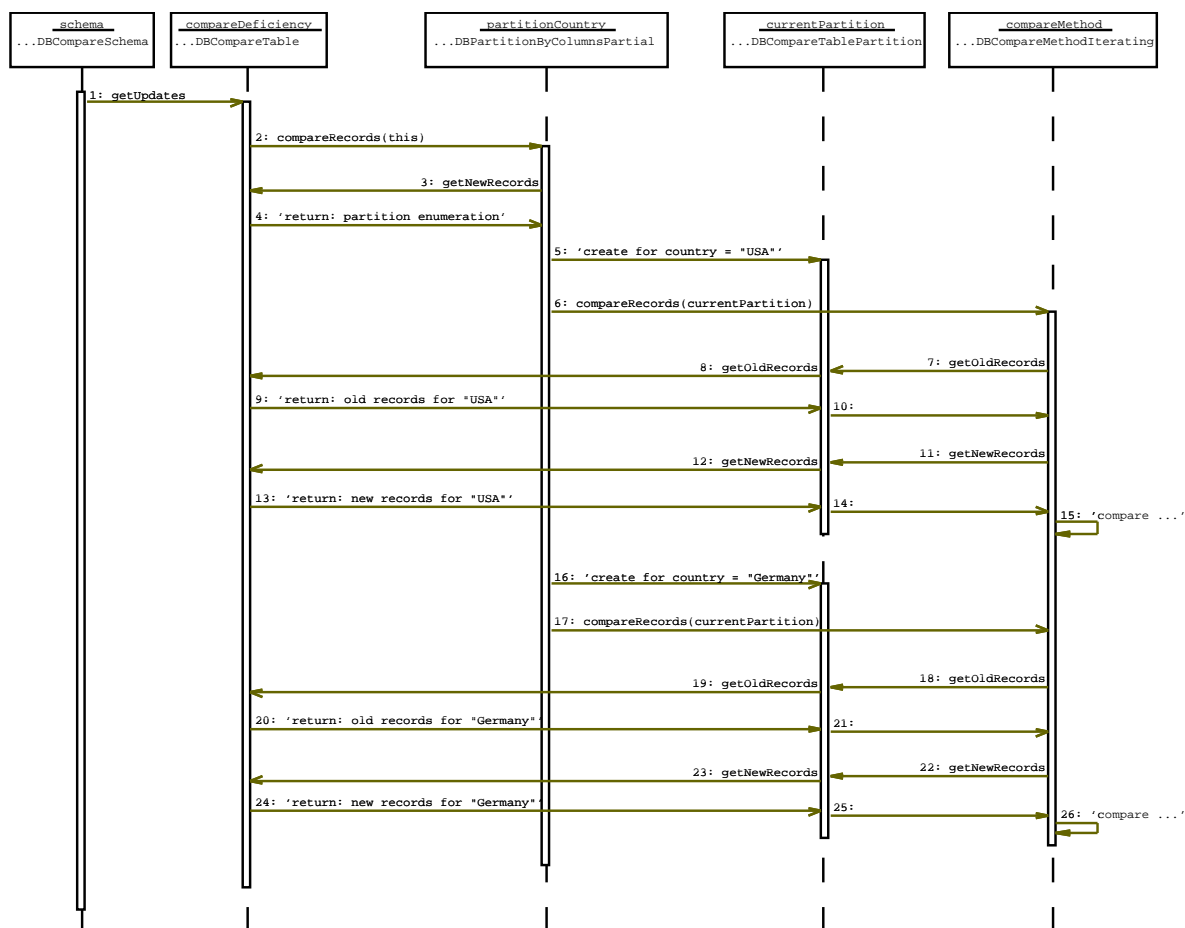 schema
...DBCompareSchema
compareDeficiency
...DBCompareTable
partitionCountry
...DBPartitionByColumnsPartial
currentPartition
...DBCompareTablePartition
compareMethod
...DBCompareMethodIterating
1: getUpdates
2: compareRecords(this)
3: getNewRecords
4: ‘return: partition enumeration’
5: ‘create for country = "USA"’
6: compareRecords(currentPartition)
7: getOldRecords
8: getOldRecords
9: ‘return: old records for "USA"’
10:
11: getNewRecords
12: getNewRecords
13: ‘return: new records for "USA"’
14:
15: ‘compare ...’
16: ‘create for country = "Germany"’
17: compareRecords(currentPartition)
18: getOldRecords
19: getOldRecords
20: ‘return: old records for "Germany"’
21:
22: getNewRecords
23: getNewRecords
24: ‘return: new records for "Germany"’
25:
26: ‘compare ...’